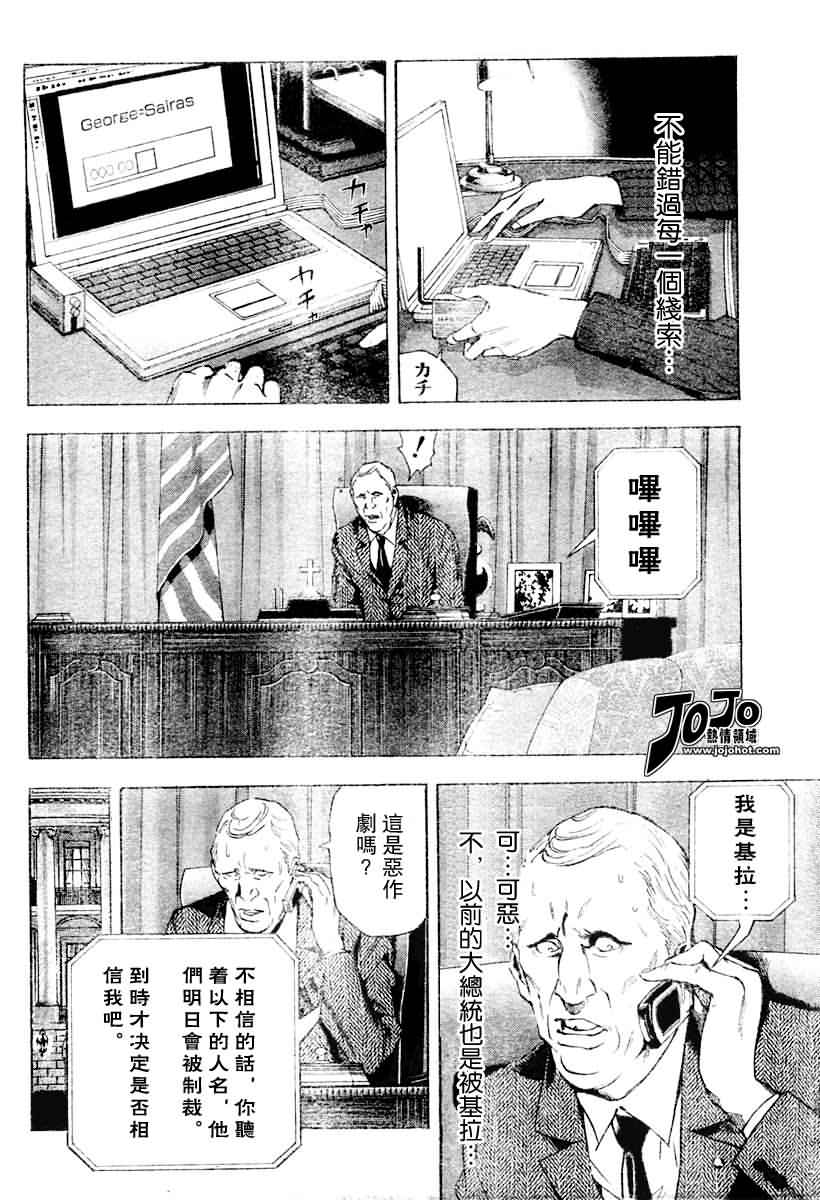 不能錯過每一個綫索…
カチ
George=Sairas
カチャ
カチャ
!
嗶嗶嗶
JOJO
熱情領域
www.jojohot.com
我是基拉…
可…可惡…
不，以前的大總統也是被基拉…
這是惡作
劇嗎？
不相信的話，你聽
着以下的人名，他
們明日會被制裁。
到時才決定是否相
信我吧。